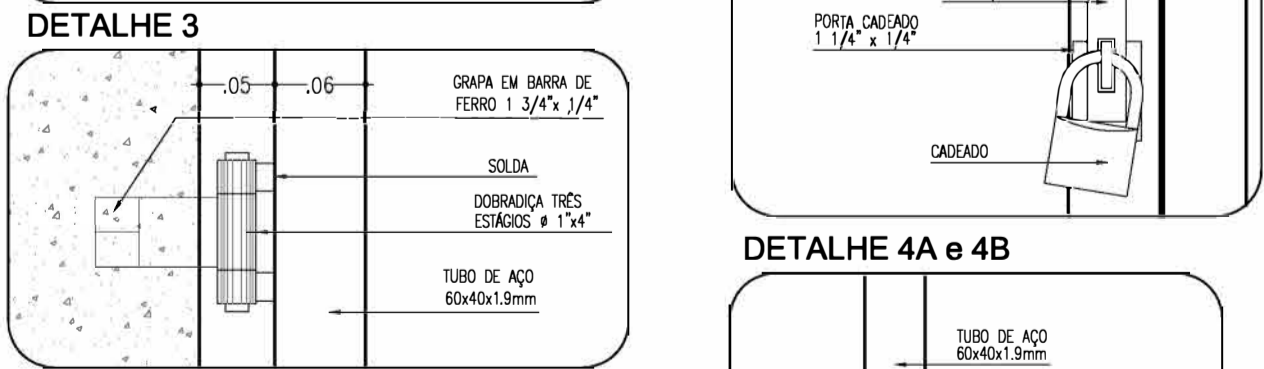 DETALHE 3
.05
.06
GRAPA EM BARRA DE
FERRO 1 3/4"x ,1/4"
SOLDA
DOBRADIÇA TRÊS
ESTÁGIOS ø 1"x4"
TUBO DE AÇO
60x40x1.9mm
PORTA CADEADO
1 1/4" x 1/4"
CADEADO
DETALHE 4A e 4B
TUBO DE AÇO
60x40x1.9mm